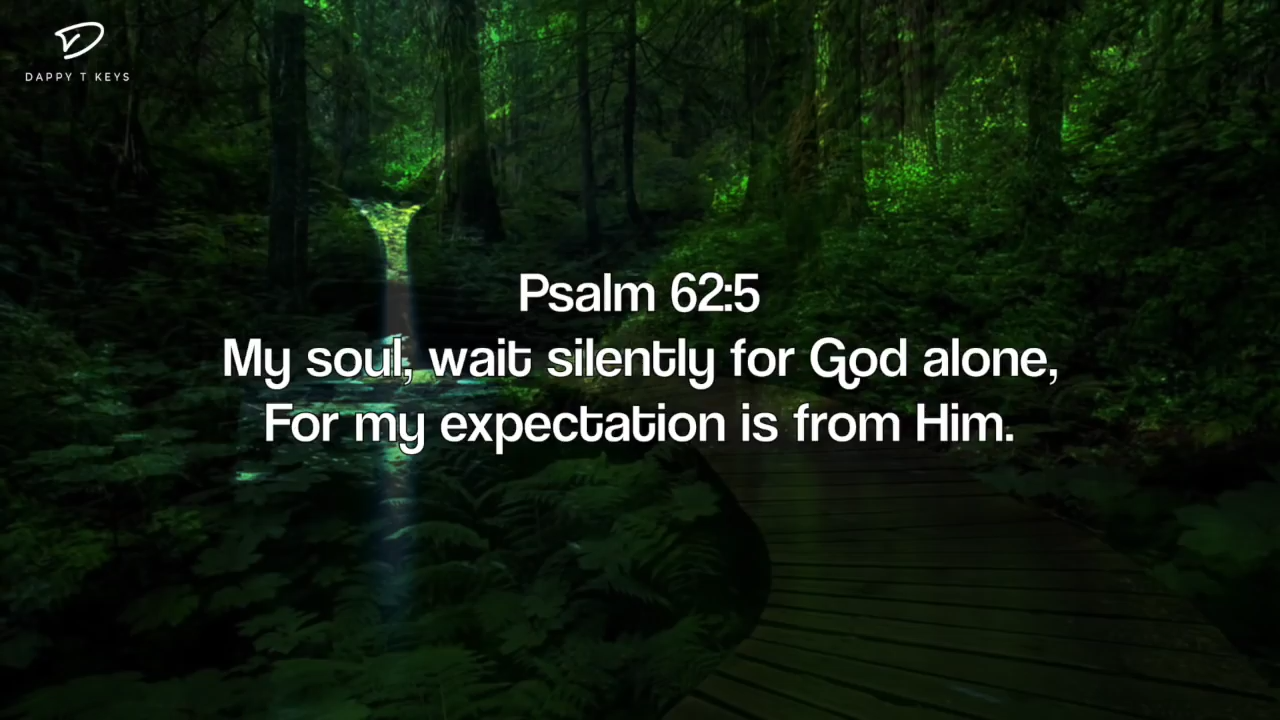 DAPPY T KEYS
Psalm 62:5
My soul, wait silently for God alone,
For my expectation is from Him.